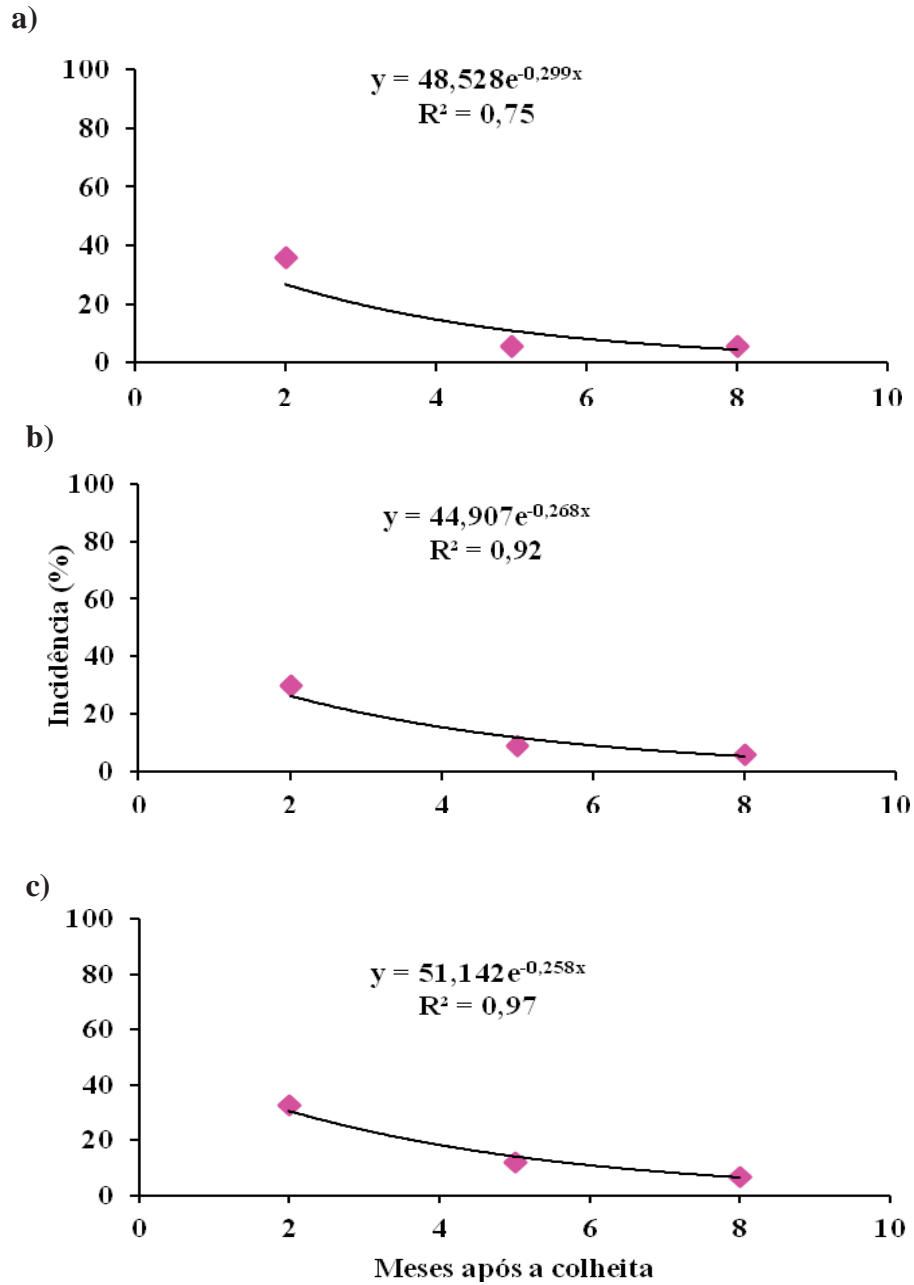 a)
y = 48,528e^-0,299x
R² = 0,75
100
80
60
40
20
0
0 2 4 6 8 10
b)
y = 44,907e^-0,268x
R² = 0,92
Incidência (%)
100
80
60
40
20
0
0 2 4 6 8 10
c)
y = 51,142e^-0,258x
R² = 0,97
100
80
60
40
20
0
0 2 4 6 8 10
Meses após a colheita